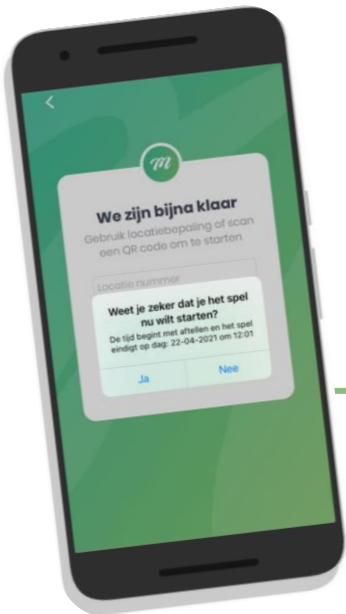 m
We zijn bijna klaar
Gebruik locatiebepaling of scan
een QR code om te starten
Locatie nummer
Weet je zeker dat je het spel
nu wilt starten?
De tijd begint met aftellen en het spel
eindigt op dag: 22-04-2021 om 12:01
Ja Nee